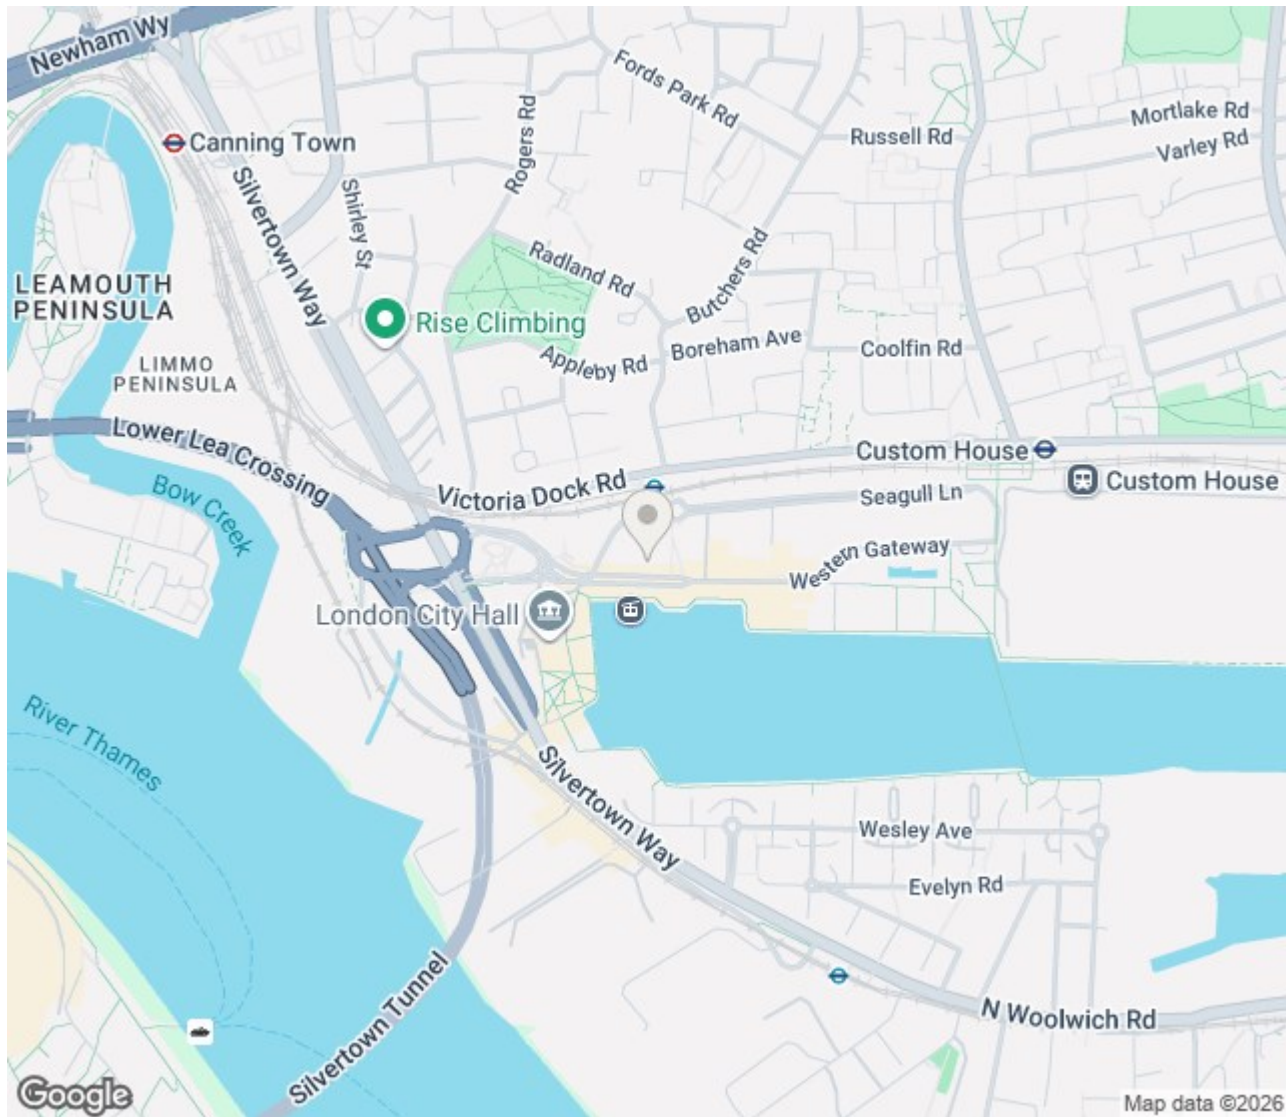 Newham Wy
Canning Town
Silvertown Way
Shirley St
Rogers Rd
Fords Park Rd
Russell Rd
Mortlake Rd
Varley Rd
LEAMOUTH
PENINSULA
Radland Rd
Butchers Rd
Rise Climbing
Appleby Rd
Boreham Ave
Coolfin Rd
LIMMO
PENINSULA
Lower Lea Crossing
Custom House
Custom House
Victoria Dock Rd
Seagull Ln
Bow Creek
Western Gateway
London City Hall
River Thames
Silvertown Way
Wesley Ave
Evelyn Rd
Silvertown Tunnel
N Woolwich Rd
Google
Map data ©2026